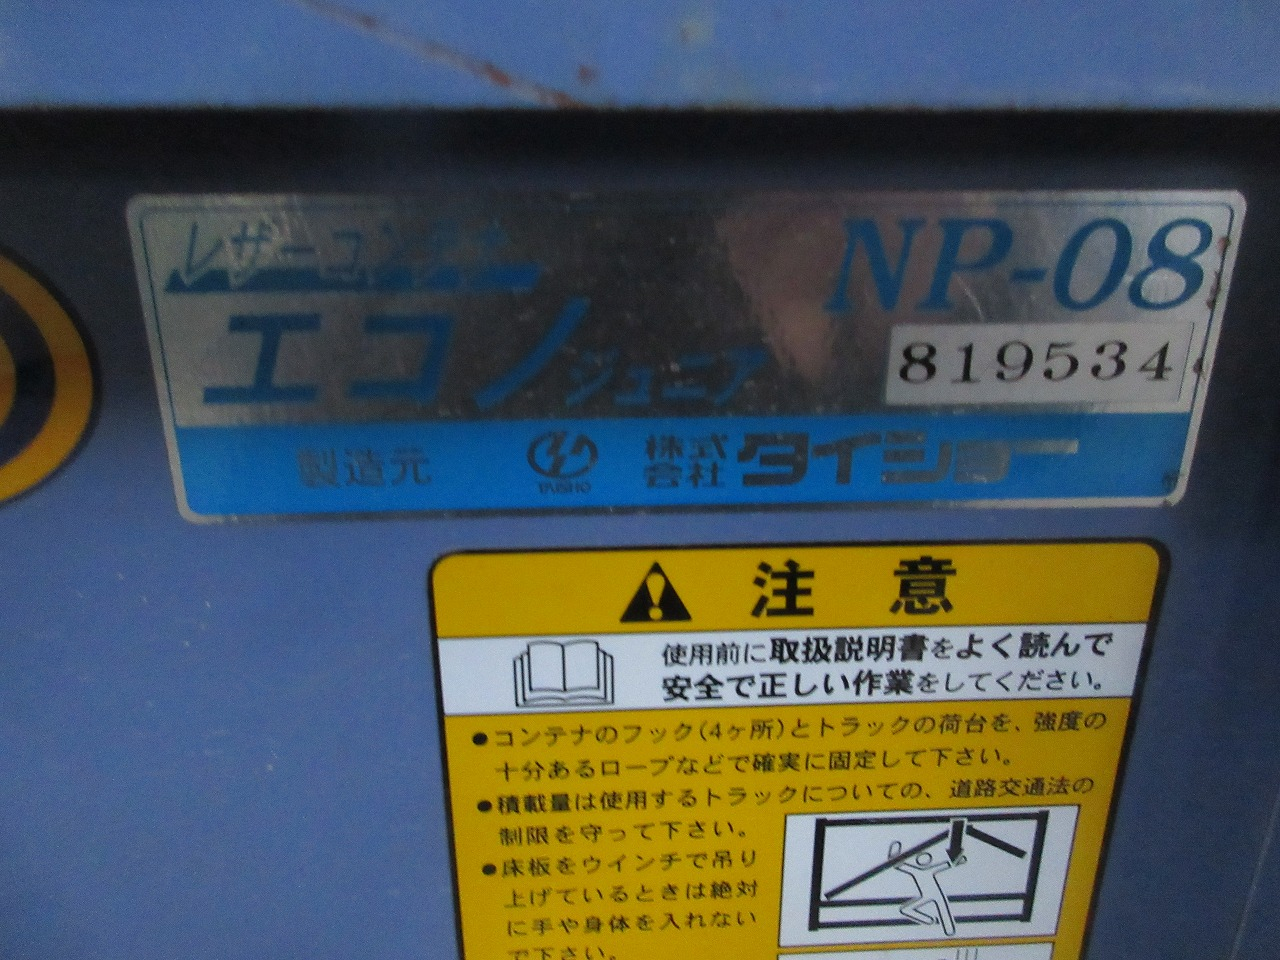 レザーコンテナ
NP-08
エコノジュニア
819534
製造元 TAISHO 株式会社 タイショー
注意
使用前に取扱説明書をよく読んで
安全で正しい作業をしてください。
●コンテナのフック(4ヶ所)とトラックの荷台を、強度の
十分あるロープなどで確実に固定して下さい。
●積載量は使用するトラックについての、道路交通法の
制限を守って下さい。
●床板をウインチで吊り
上げているときは絶対
に手や身体を入れない
で下さい。